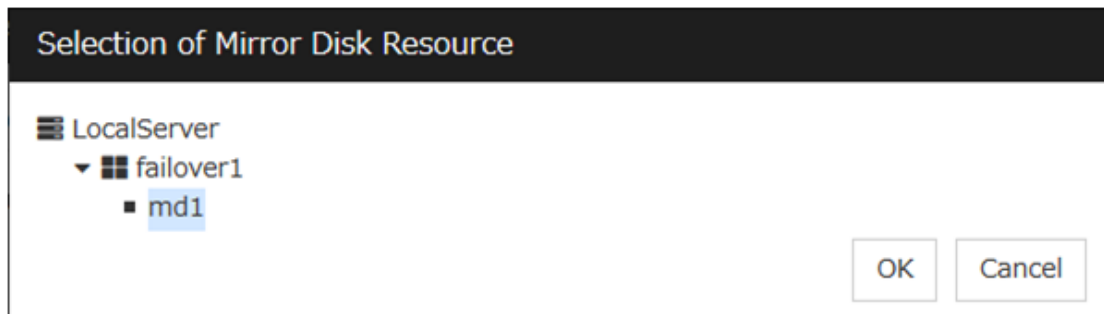 Selection of Mirror Disk Resource
LocalServer
failover1
md1
OK Cancel